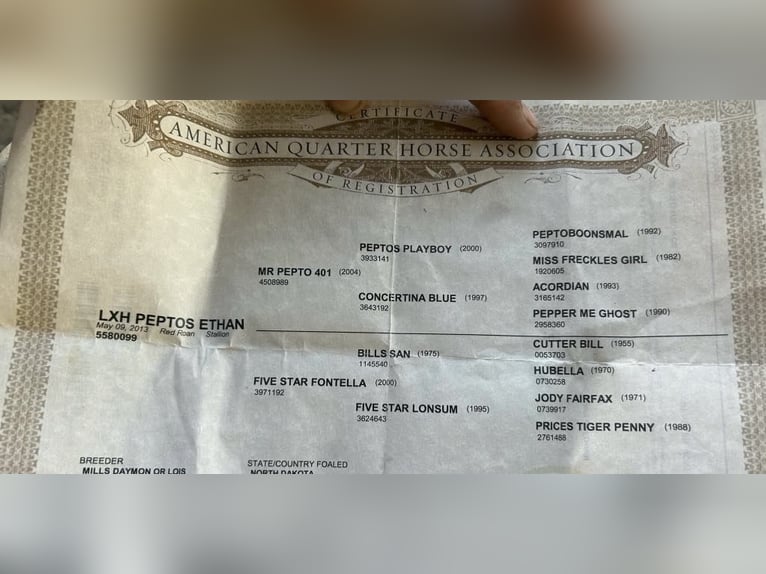 CERTIFICATE
AMERICAN QUARTER HORSE ASSOCIATION
OF REGISTRATION
PEPTOBOONSMAL (1992)
3097910
PEPTOS PLAYBOY (2000)
3933141
MISS FRECKLES GIRL (1982)
1920605
MR PEPTO 401 (2004)
4508989
ACORDIAN (1993)
3165142
CONCERTINA BLUE (1997)
3643192
PEPPER ME GHOST (1990)
2958360
LXH PEPTOS ETHAN
May 09, 2013 Red Roan Stallion
5580099
CUTTER BILL (1955)
0053703
BILLS SAN (1975)
1145540
HUBELLA (1970)
0730258
FIVE STAR FONTELLA (2000)
3971192
JODY FAIRFAX (1971)
0739917
FIVE STAR LONSUM (1995)
3624643
PRICES TIGER PENNY (1988)
2761488
BREEDER
MILLS DAYMON OR LOIS
STATE/COUNTRY FOALED
NORTH DAKOTA